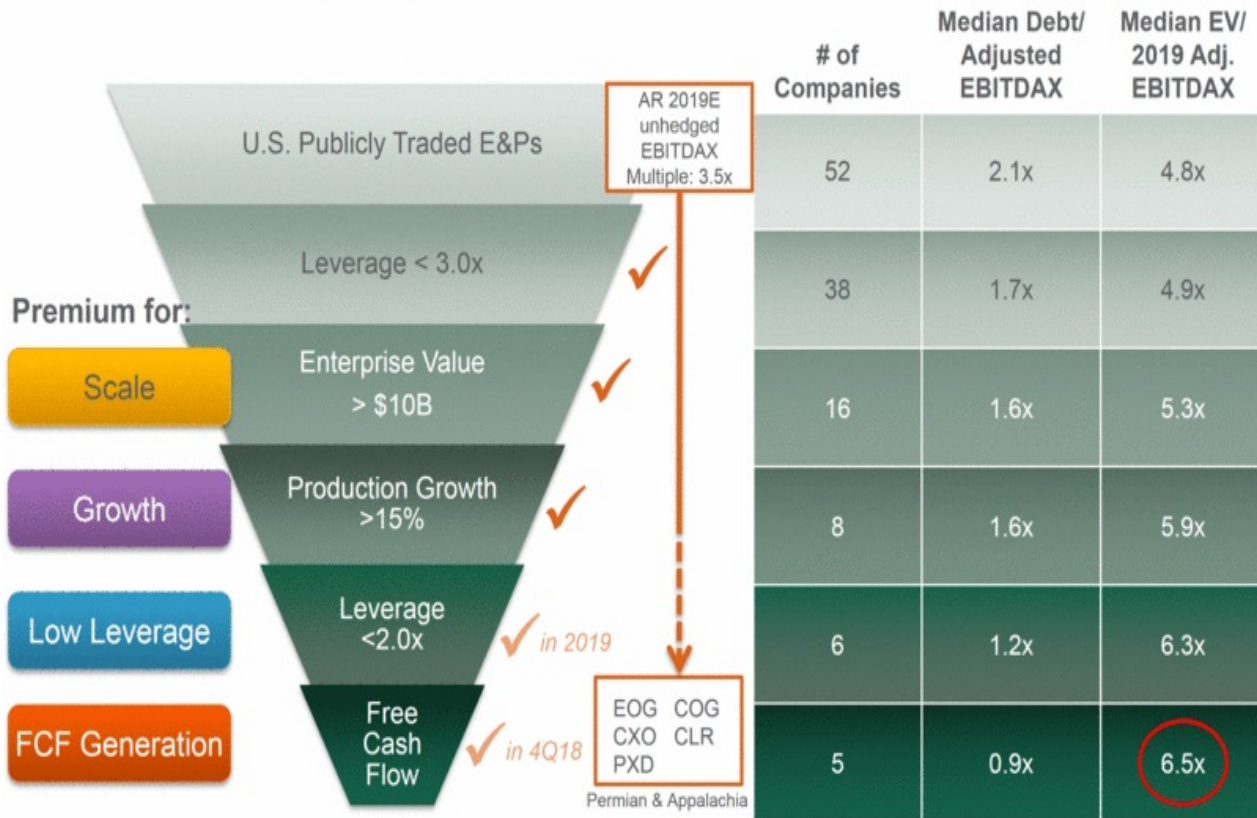 # of
Companies
Median Debt/
Adjusted
EBITDAX
Median EV/
2019 Adj.
EBITDAX
U.S. Publicly Traded E&Ps
AR 2019E
unhedged
EBITDAX
Multiple: 3.5x
52
2.1x
4.8x
Leverage < 3.0x
38
1.7x
4.9x
Premium for:
Scale
Enterprise Value
> $10B
16
1.6x
5.3x
Growth
Production Growth
>15%
8
1.6x
5.9x
Low Leverage
Leverage
<2.0x
in 2019
6
1.2x
6.3x
FCF Generation
Free
Cash
Flow
in 4Q18
EOG COG
CXO CLR
PXD
Permian & Appalachia
5
0.9x
6.5x